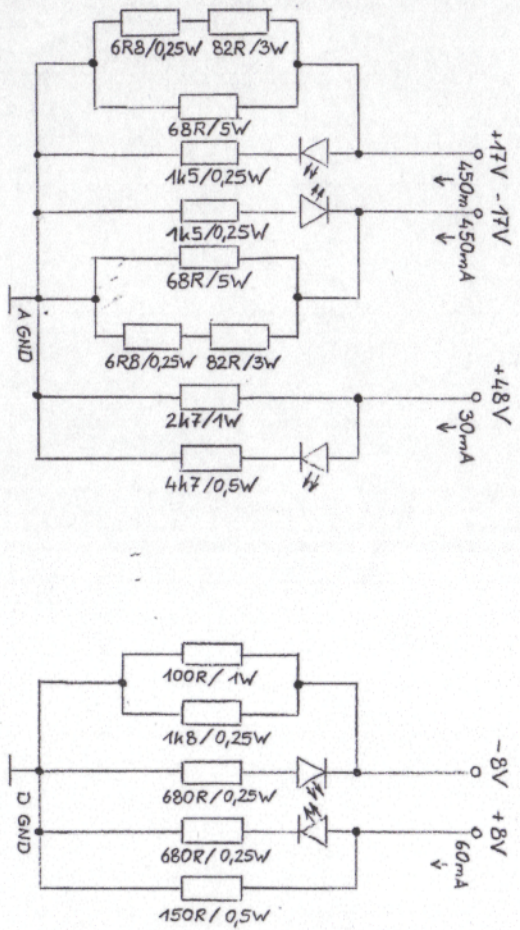 6R8/0,25W 82R/3W
68R/5W
+17V
1k5/0,25W
450m
-17V
1k5/0,25W
450mA
68R/5W
A GND
6R8/0,25W 82R/3W
+48V
2k7/1W
30mA
4k7/0,5W
100R/1W
1k8/0,25W
-8V
680R/0,25W
D GND
+8V
680R/0,25W
60mA
150R/0,5W